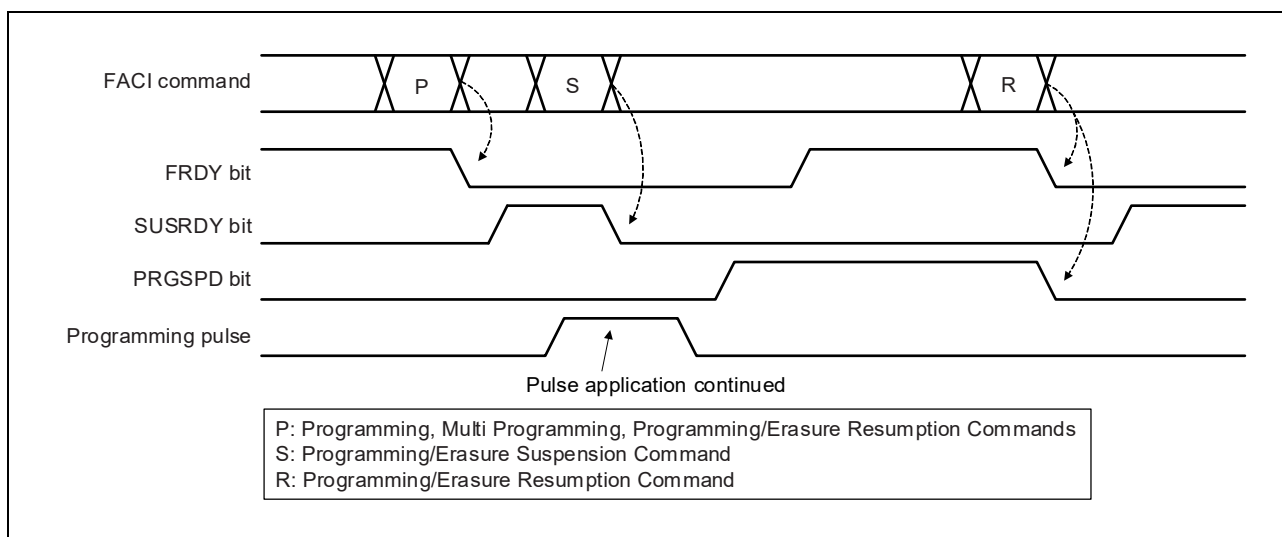 FACI command
P
S
R
FRDY bit
SUSRDY bit
PRGSPD bit
Programming pulse
Pulse application continued
P: Programming, Multi Programming, Programming/Erasure Resumption Commands
S: Programming/Erasure Suspension Command
R: Programming/Erasure Resumption Command